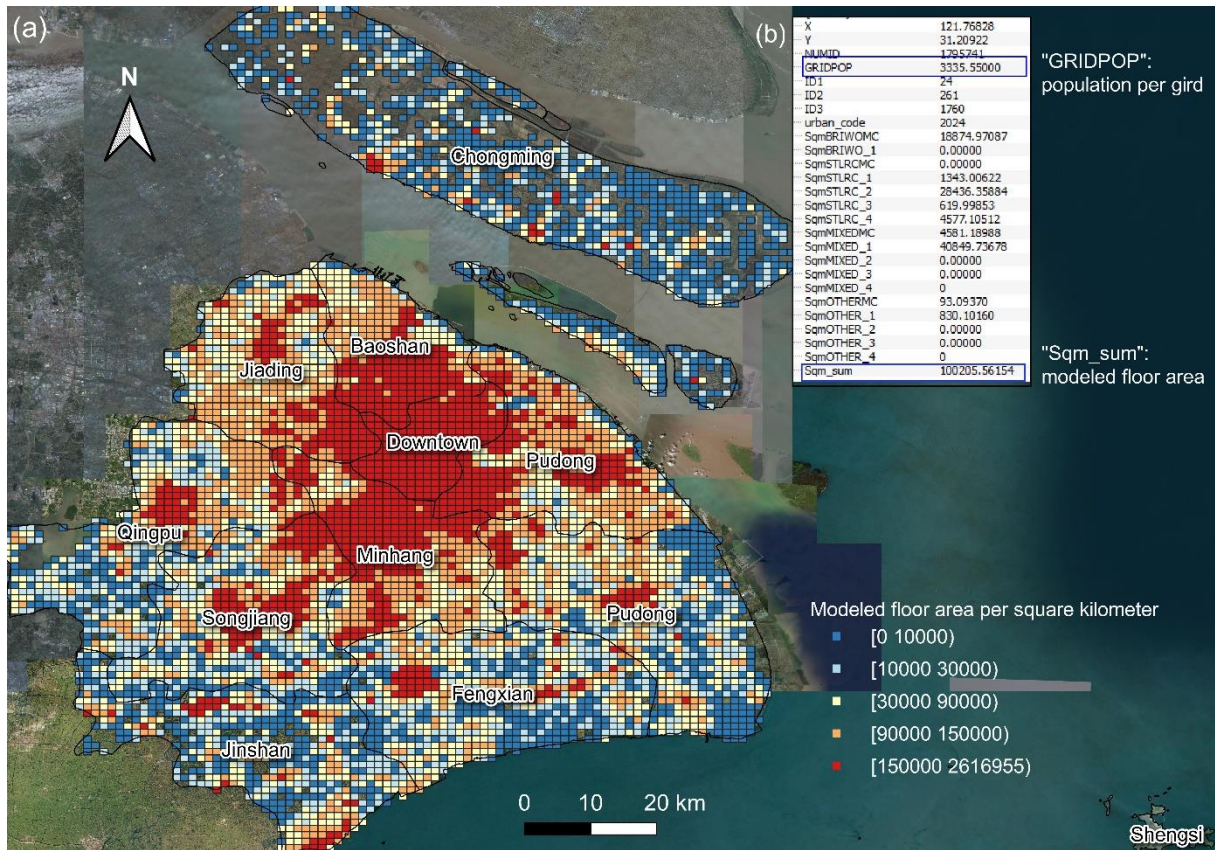 (a)
N
Chongming
Baoshan
Jiading
Downtown
Pudong
Qingpu
Minhang
Songjiang
Pudong
Fengxian
Jinshan
0 10 20 km
(b)
X 121.76828
Y 31.20922
NUMID 1795741
GRIDPOP 3335.55000
ID1 24
ID2 261
ID3 1760
urban_code 2024
SqmBRIWOMC 18874.97087
SqmBRIWO_1 0.00000
SqmSTLRCMC 0.00000
SqmSTLRC_1 1343.00622
SqmSTLRC_2 28436.35884
SqmSTLRC_3 619.99853
SqmSTLRC_4 4577.10512
SqmMIXEDMC 4581.18988
SqmMIXED_1 40849.73678
SqmMIXED_2 0.00000
SqmMIXED_3 0.00000
SqmMIXED_4 0
SqmOTHERMC 93.09370
SqmOTHER_1 830.10160
SqmOTHER_2 0.00000
SqmOTHER_3 0.00000
SqmOTHER_4 0
Sqm_sum 100205.56154
"GRIDPOP":
population per gird
"Sqm_sum":
modeled floor area
Modeled floor area per square kilometer
[0 10000)
[10000 30000)
[30000 90000)
[90000 150000)
[150000 2616955)
Shengsi